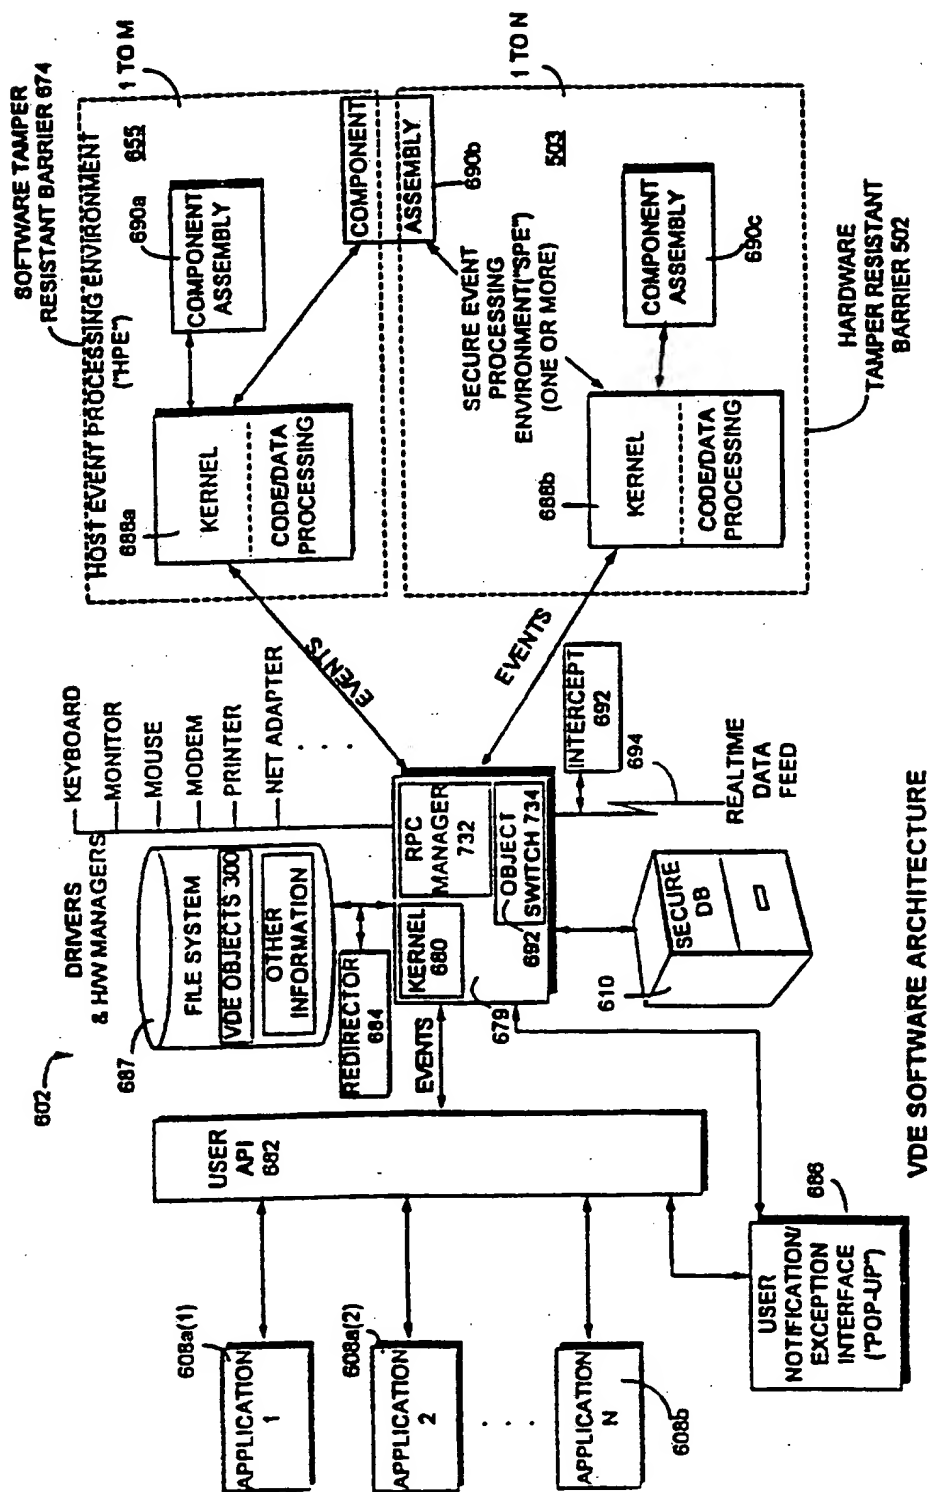 602
DRIVERS
& H/W MANAGERS
KEYBOARD
MONITOR
MOUSE
MODEM
PRINTER
NET ADAPTER
. . . .
687
FILE SYSTEM
VDE OBJECTS 300
OTHER
INFORMATION
REDIRECTOR
684
608a(1)
APPLICATION
1
608a(2)
APPLICATION
2
. . . .
APPLICATION
N
608b
USER
API
682
EVENTS
KERNEL
680
RPC
MANAGER
732
692
OBJECT
SWITCH 734
679
610
SECURE
DB
INTERCEPT
692
694
REALTIME
DATA
FEED
USER
NOTIFICATION/
EXCEPTION
INTERFACE
("POP-UP")
686
EVENTS
EVENTS
SOFTWARE TAMPER
RESISTANT BARRIER 674
HOST EVENT PROCESSING ENVIRONMENT
("HPE")
655
1 TO M
688a
KERNEL
CODE/DATA
PROCESSING
690a
COMPONENT
ASSEMBLY
COMPONENT
ASSEMBLY
690b
1 TO N
503
SECURE EVENT
PROCESSING
ENVIRONMENT("SPE")
(ONE OR MORE)
688b
KERNEL
CODE/DATA
PROCESSING
COMPONENT
ASSEMBLY
690c
HARDWARE
TAMPER RESISTANT
BARRIER 502
VDE SOFTWARE ARCHITECTURE